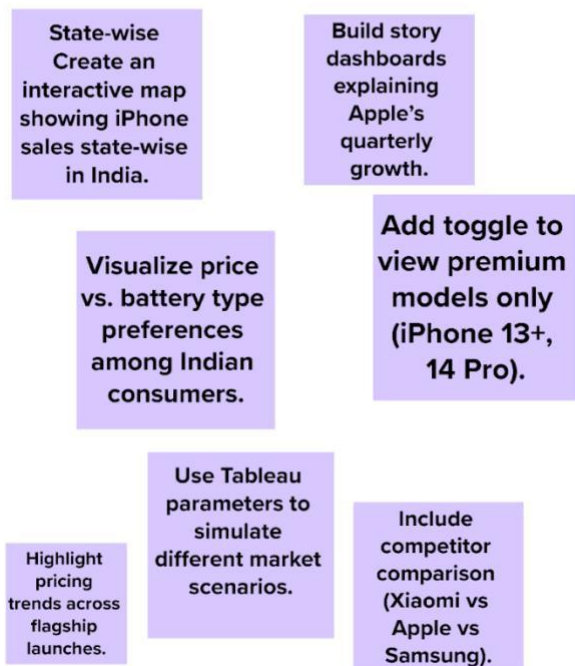 State-wise
Create an
interactive map
showing iPhone
sales state-wise
in India.
Build story
dashboards
explaining
Apple’s
quarterly
growth.
Visualize price
vs. battery type
preferences
among Indian
consumers.
Add toggle to
view premium
models only
(iPhone 13+,
14 Pro).
Use Tableau
parameters to
simulate
different market
scenarios.
Highlight
pricing
trends across
flagship
launches.
Include
competitor
comparison
(Xiaomi vs
Apple vs
Samsung).